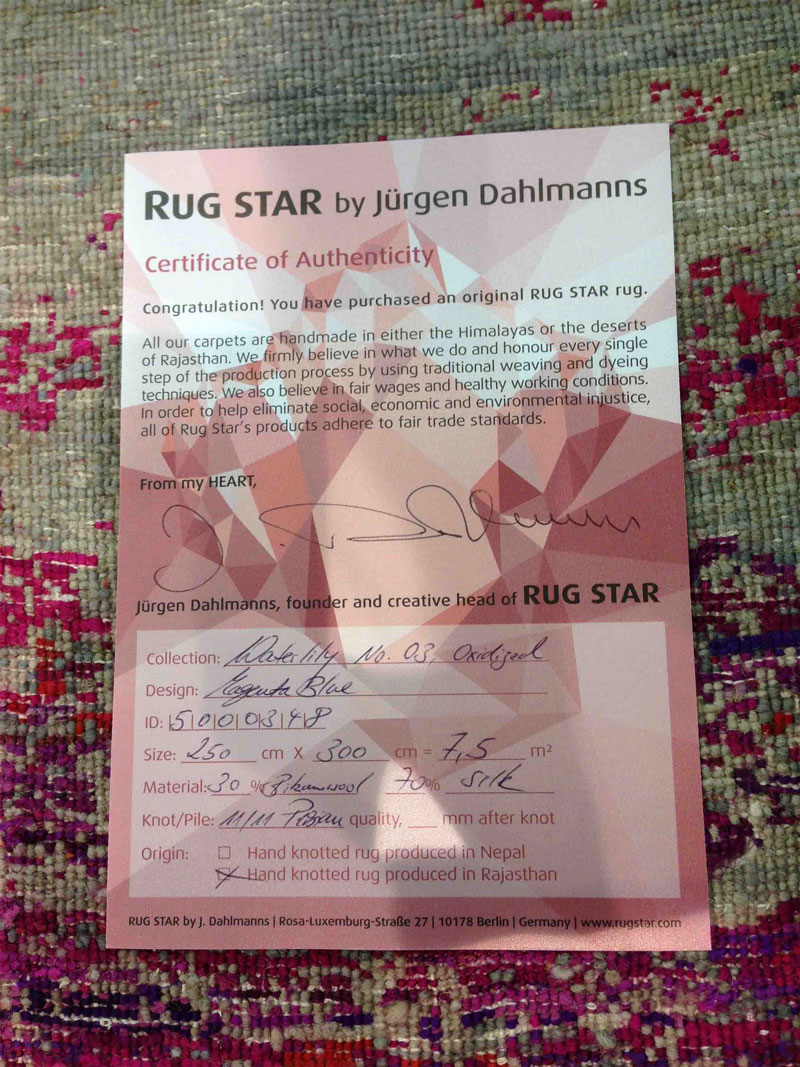 RUG STAR by Jürgen Dahlmanns
Certificate of Authenticity
Congratulation! You have purchased an original RUG STAR rug.
All our carpets are handmade in either the Himalayas or the deserts
of Rajasthan. We firmly believe in what we do and honour every single
step of the production process by using traditional weaving and dyeing
techniques. We also believe in fair wages and healthy working conditions.
In order to help eliminate social, economic and environmental injustice,
all of Rug Star's products adhere to fair trade standards.
From my HEART,
Jürgen Dahlmanns, founder and creative head of RUG STAR
Collection: Waterlily No. 03, Oxidized
Design: Magenta Blue
ID: 5000348
Size: 250 cm X 300 cm = 7,5 m²
Material: 30 % wool 70% Silk
Knot/Pile: 11/11 quality, ___ mm after knot
Origin: Hand knotted rug produced in Nepal
Hand knotted rug produced in Rajasthan
RUG STAR by J. Dahlmanns | Rosa-Luxemburg-Straße 27 | 10178 Berlin | Germany | www.rugstar.com